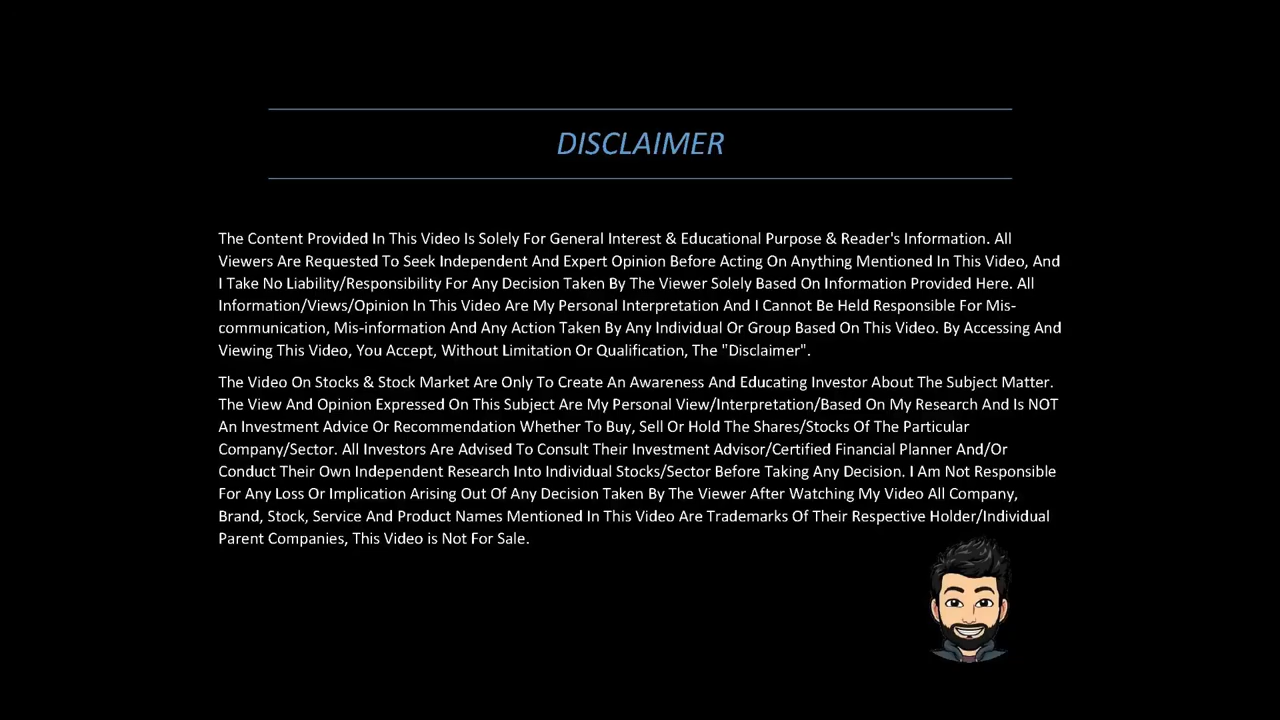 DISCLAIMER
The Content Provided In This Video Is Solely For General Interest & Educational Purpose & Reader's Information. All
Viewers Are Requested To Seek Independent And Expert Opinion Before Acting On Anything Mentioned In This Video, And
I Take No Liability/Responsibility For Any Decision Taken By The Viewer Solely Based On Information Provided Here. All
Information/Views/Opinion In This Video Are My Personal Interpretation And I Cannot Be Held Responsible For Mis-
communication, Mis-information And Any Action Taken By Any Individual Or Group Based On This Video. By Accessing And
Viewing This Video, You Accept, Without Limitation Or Qualification, The "Disclaimer".
The Video On Stocks & Stock Market Are Only To Create An Awareness And Educating Investor About The Subject Matter.
The View And Opinion Expressed On This Subject Are My Personal View/Interpretation/Based On My Research And Is NOT
An Investment Advice Or Recommendation Whether To Buy, Sell Or Hold The Shares/Stocks Of The Particular
Company/Sector. All Investors Are Advised To Consult Their Investment Advisor/Certified Financial Planner And/Or
Conduct Their Own Independent Research Into Individual Stocks/Sector Before Taking Any Decision. I Am Not Responsible
For Any Loss Or Implication Arising Out Of Any Decision Taken By The Viewer After Watching My Video All Company,
Brand, Stock, Service And Product Names Mentioned In This Video Are Trademarks Of Their Respective Holder/Individual
Parent Companies, This Video is Not For Sale.